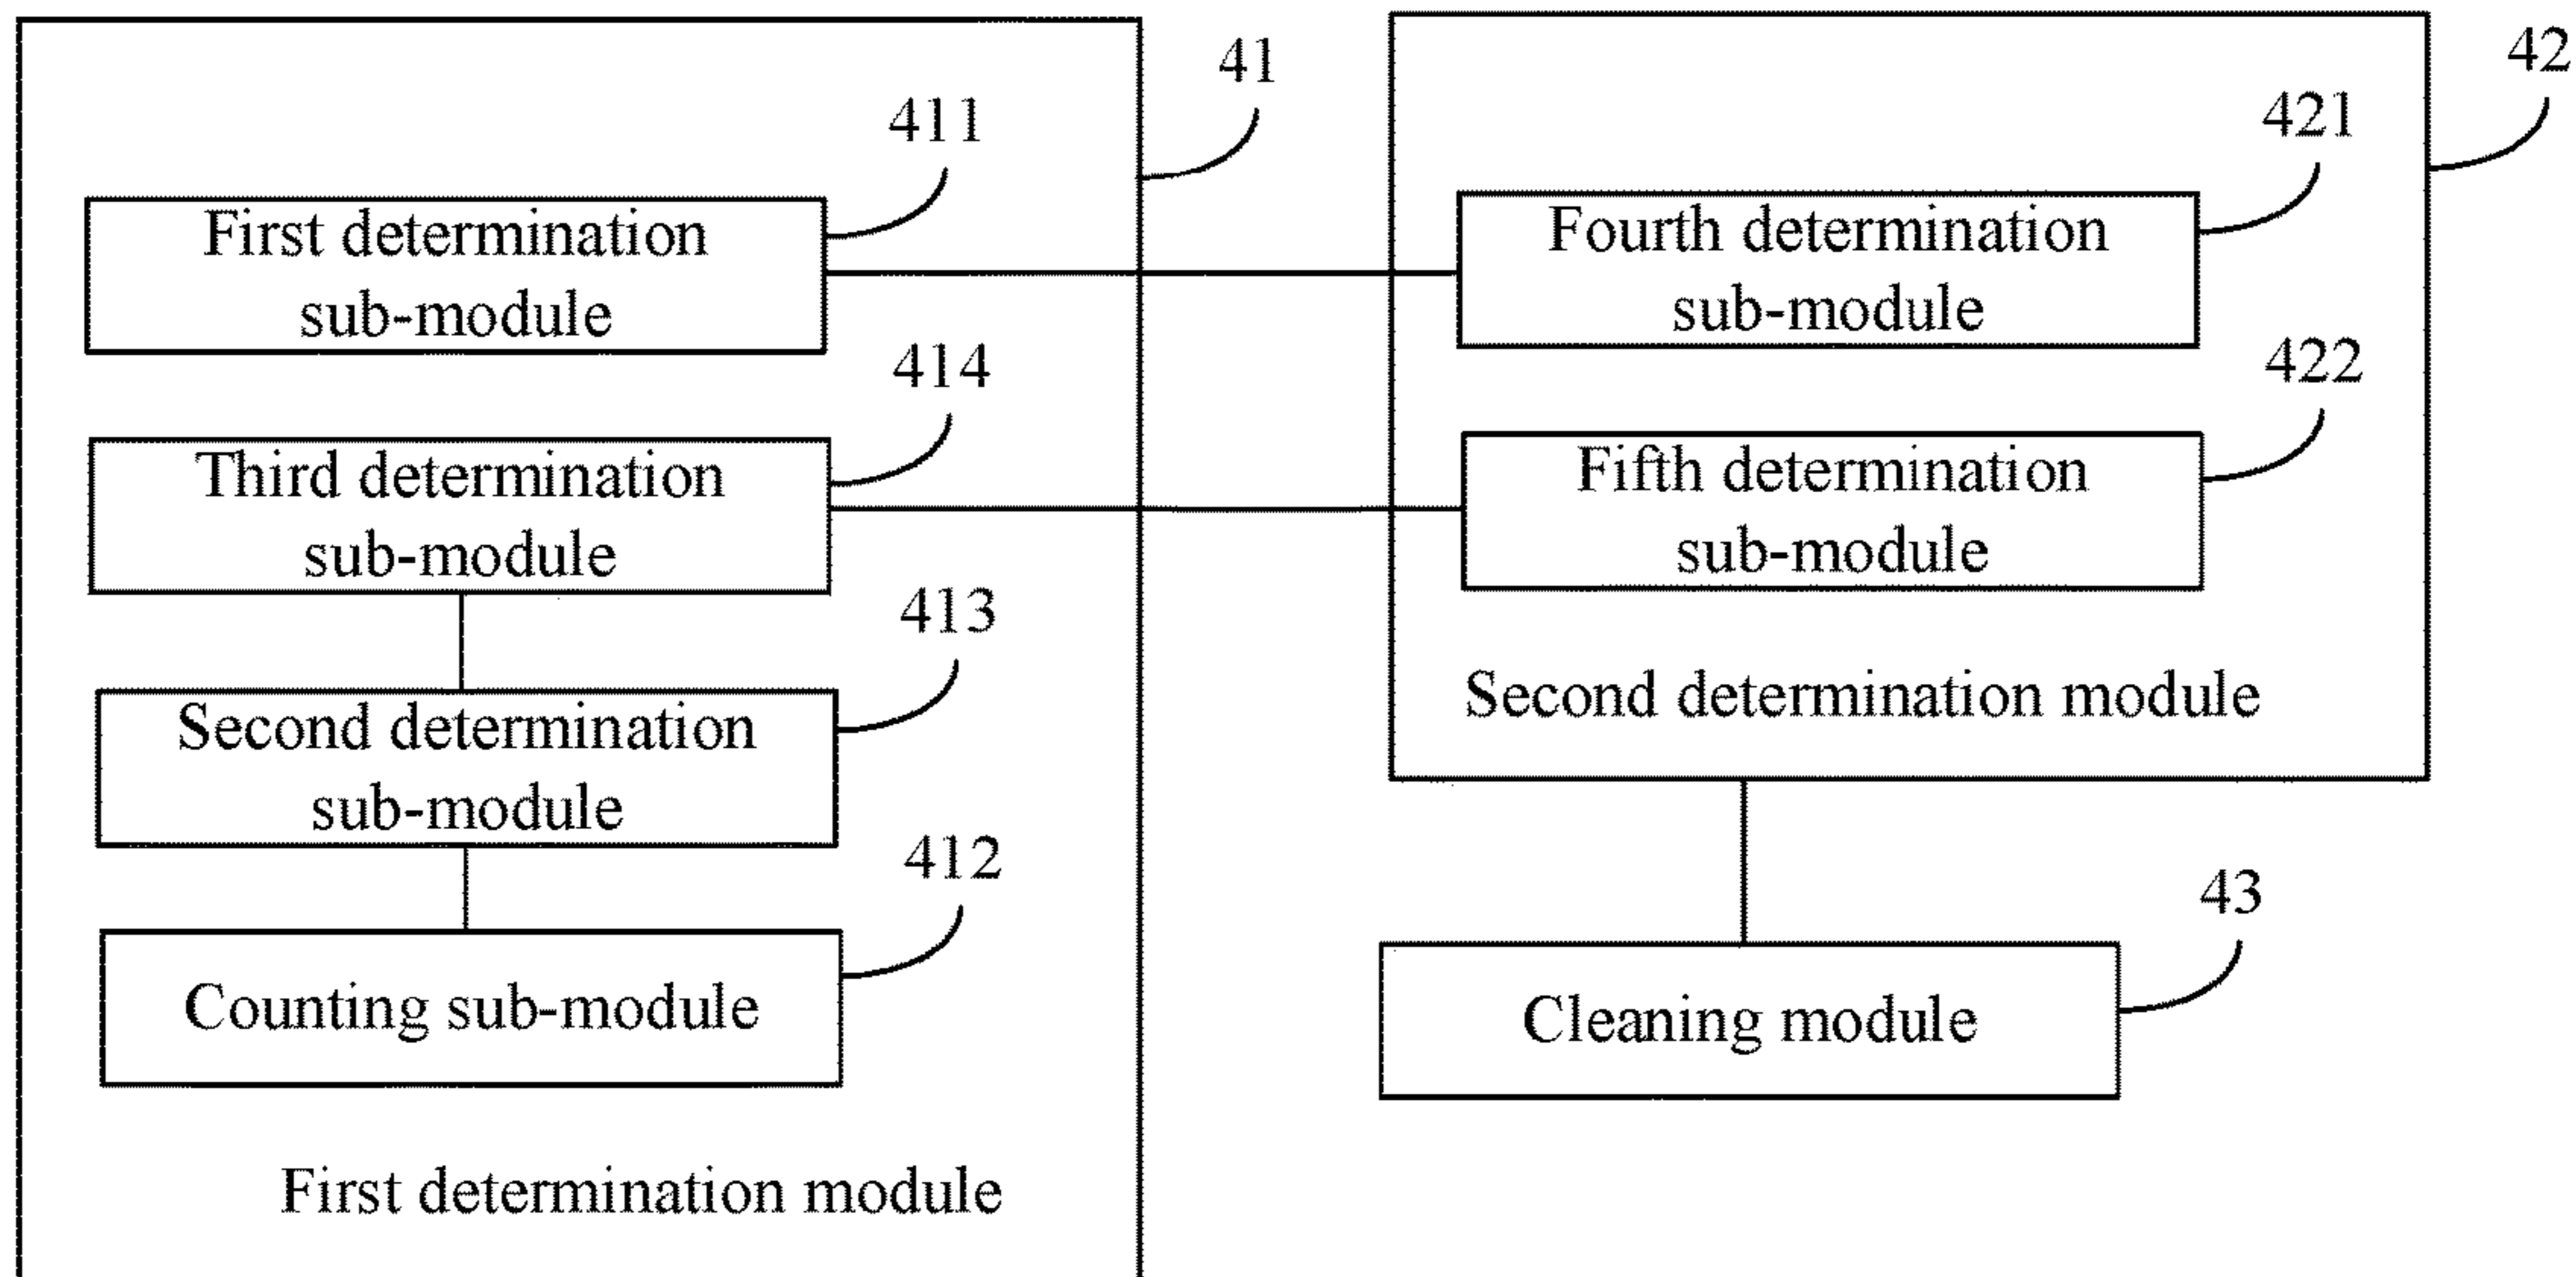 41
411
First determination
sub-module
414
Third determination
sub-module
413
Second determination
sub-module
412
Counting sub-module
First determination module
42
421
Fourth determination
sub-module
422
Fifth determination
sub-module
Second determination module
43
Cleaning module